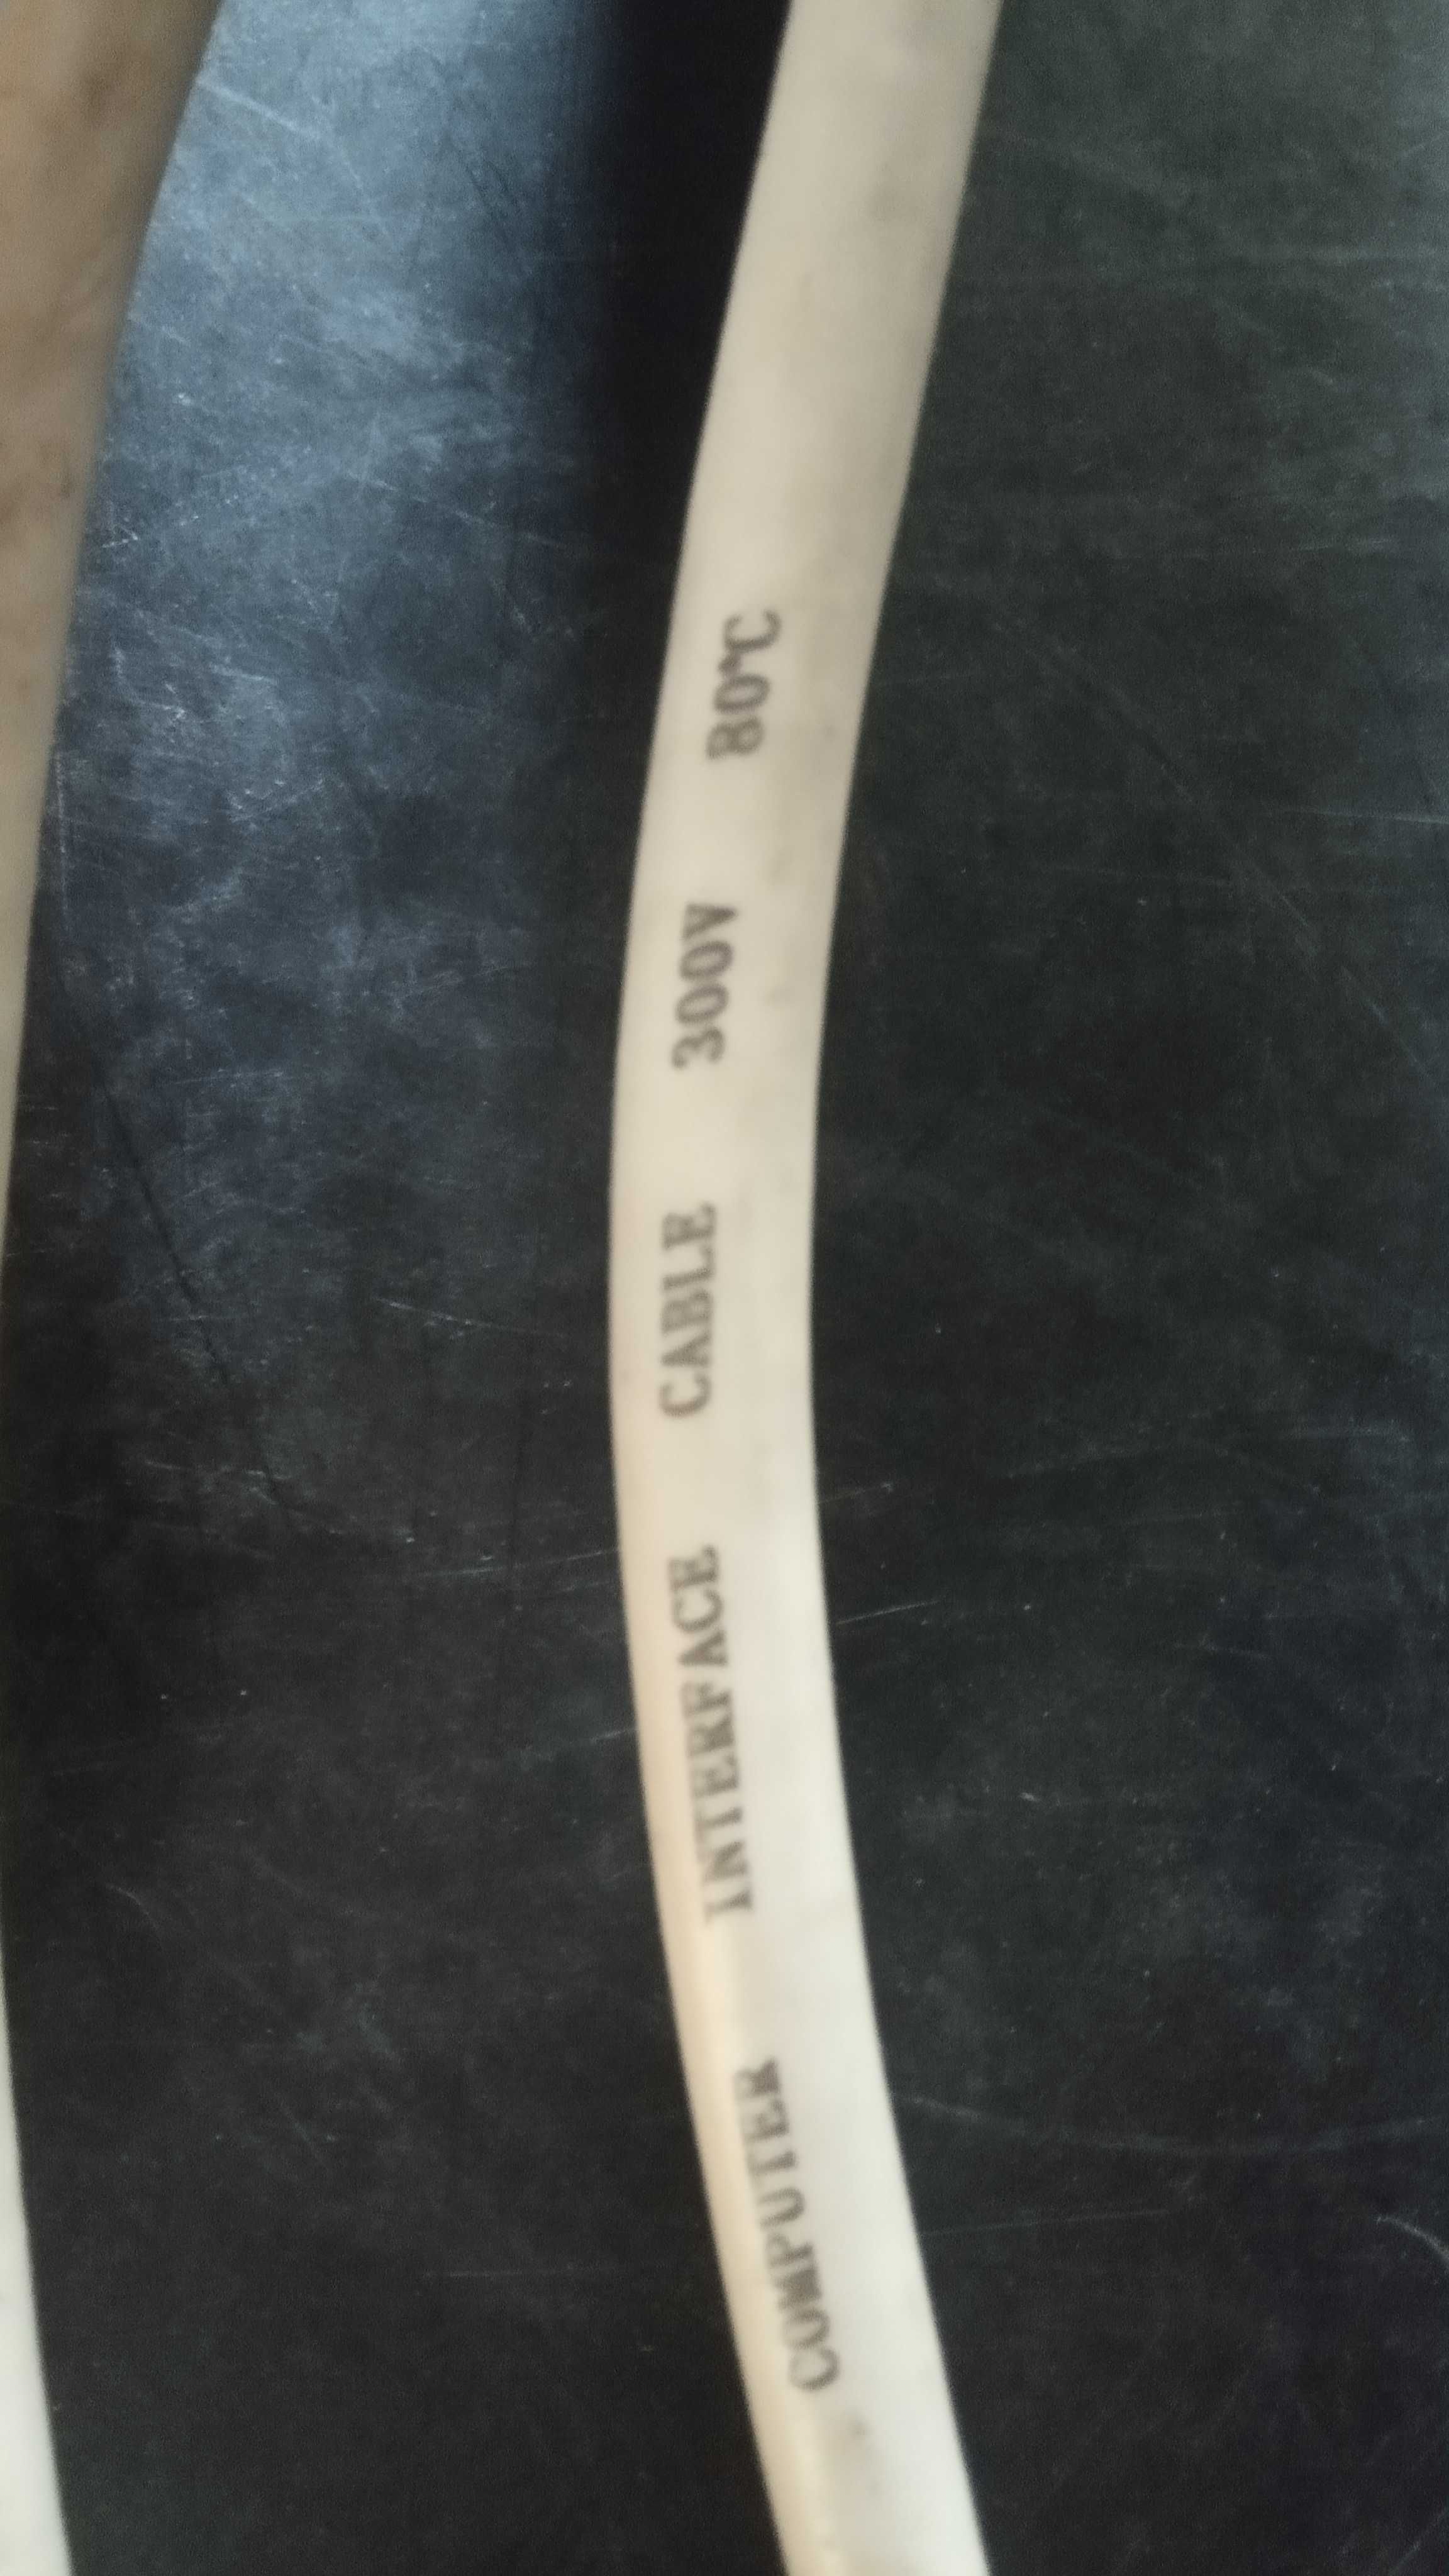 COMPUTER INTERFACE CABLE 300V 80℃